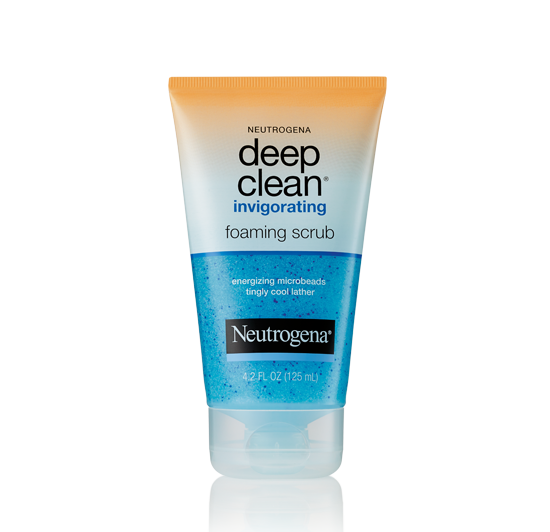 NEUTROGENA
deep
clean®
invigorating
foaming scrub
energizing microbeads
tingly cool lather
Neutrogena®
4.2 FL OZ (125 mL)